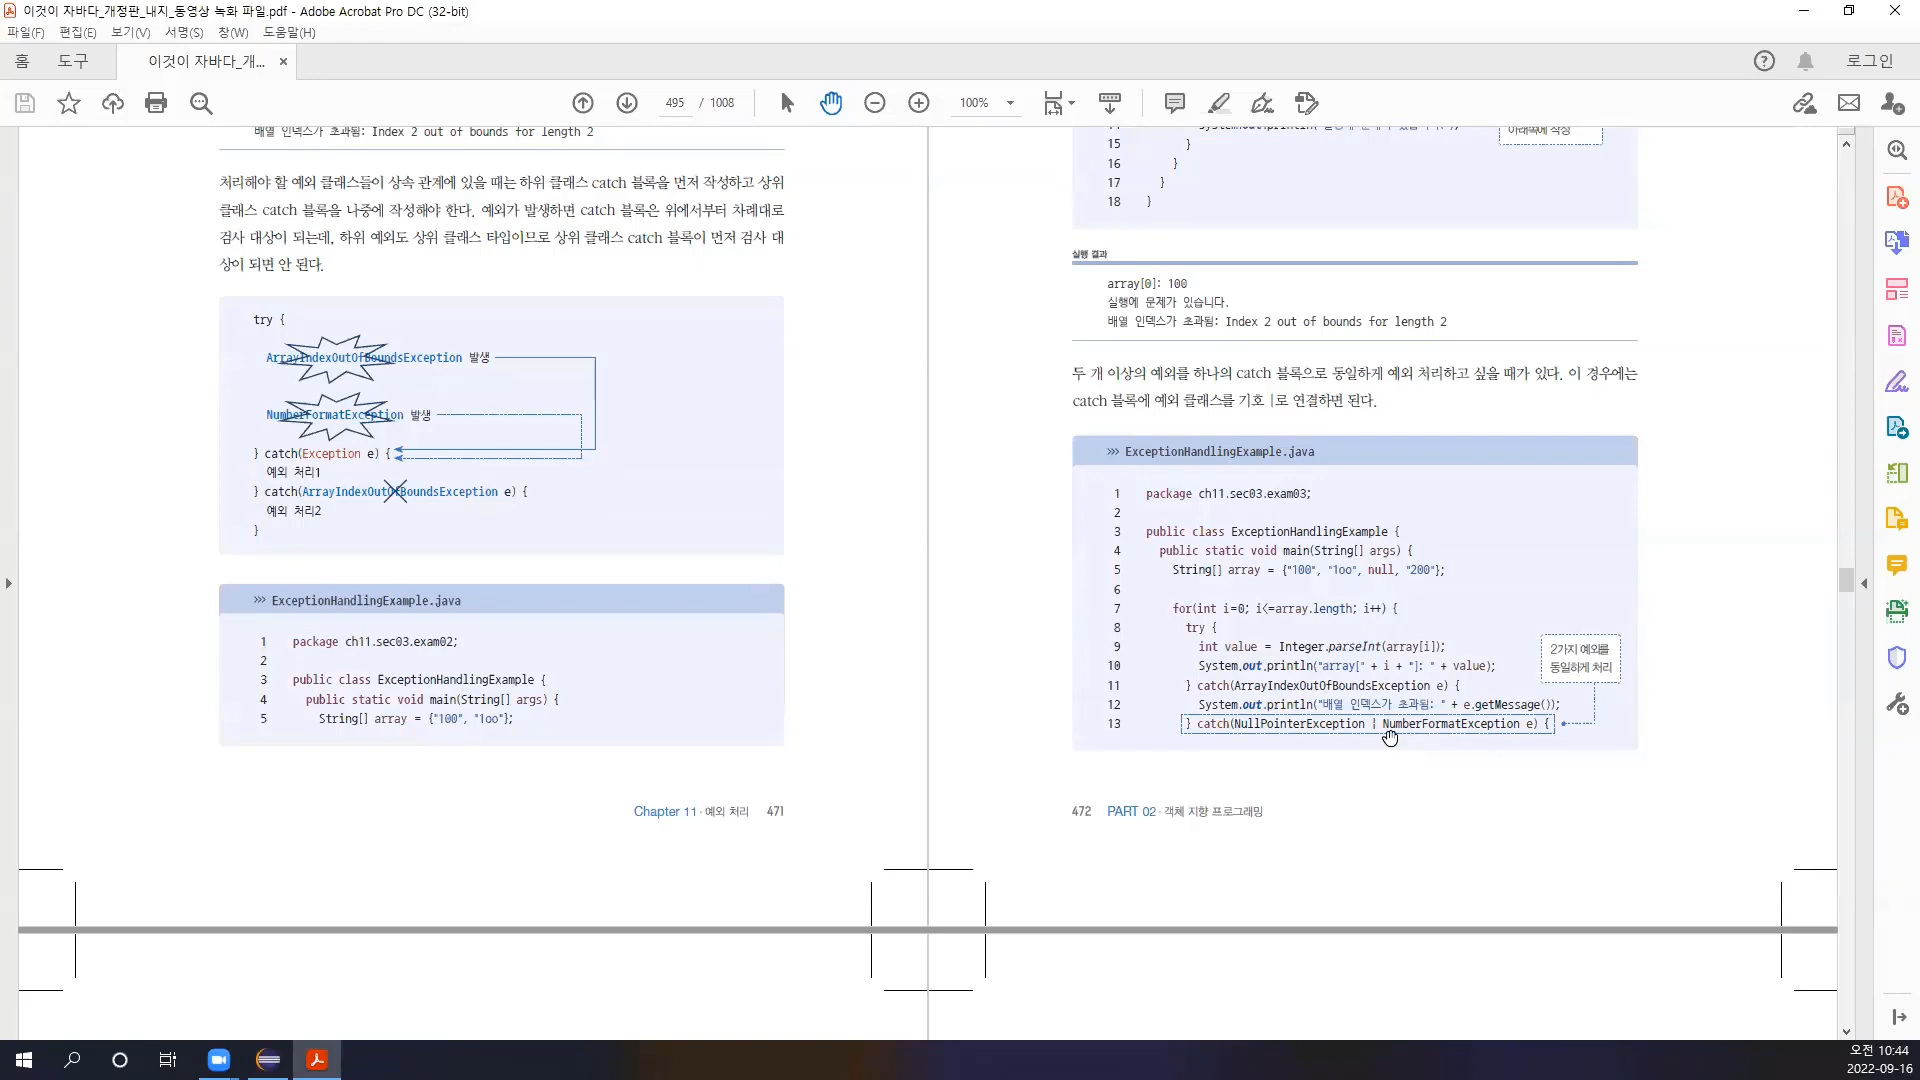 이것이 자바다_개정판_내지_동영상 녹화 파일.pdf - Adobe Acrobat Pro DC (32-bit)
파일(F) 편집(E) 보기(V) 서명(S) 창(W) 도움말(H)
홈 도구 이것이 자바다_개... × 로그인
495 / 1008 100%
배열 인덱스가 초과됨: Index 2 out of bounds for length 2
처리해야 할 예외 클래스들이 상속 관계에 있을 때는 하위 클래스 catch 블록을 먼저 작성하고 상위
클래스 catch 블록을 나중에 작성해야 한다. 예외가 발생하면 catch 블록은 위에서부터 차례대로
검사 대상이 되는데, 하위 예외도 상위 클래스 타입이므로 상위 클래스 catch 블록이 먼저 검사 대
상이 되면 안 된다.
try {
ArrayIndexOutOfBoundsException 발생
NumberFormatException 발생
} catch(Exception e) {
예외 처리1
} catch(ArrayIndexOutOfBoundsException e) {
예외 처리2
}
>>> ExceptionHandlingExample.java
1 package ch11.sec03.exam02;
2
3 public class ExceptionHandlingExample {
4 public static void main(String[] args) {
5 String[] array = {"100", "1oo"};
Chapter 11 · 예외 처리 471
아래쪽에 작성
15 }
16 }
17 }
18 }
실행 결과
array[0]: 100
실행에 문제가 있습니다.
배열 인덱스가 초과됨: Index 2 out of bounds for length 2
두 개 이상의 예외를 하나의 catch 블록으로 동일하게 예외 처리하고 싶을 때가 있다. 이 경우에는
catch 블록에 예외 클래스를 기호 |로 연결하면 된다.
>>> ExceptionHandlingExample.java
1 package ch11.sec03.exam03;
2
3 public class ExceptionHandlingExample {
4 public static void main(String[] args) {
5 String[] array = {"100", "1oo", null, "200"};
6
7 for(int i=0; i<=array.length; i++) {
8 try {
9 int value = Integer.parseInt(array[i]);
10 System.out.println("array[" + i + "]: " + value);
11 } catch(ArrayIndexOutOfBoundsException e) {
12 System.out.println("배열 인덱스가 초과됨: " + e.getMessage());
13 } catch(NullPointerException | NumberFormatException e) {
2가지 예외를
동일하게 처리
472 PART 02 · 객체 지향 프로그래밍
오전 10:44
2022-09-16